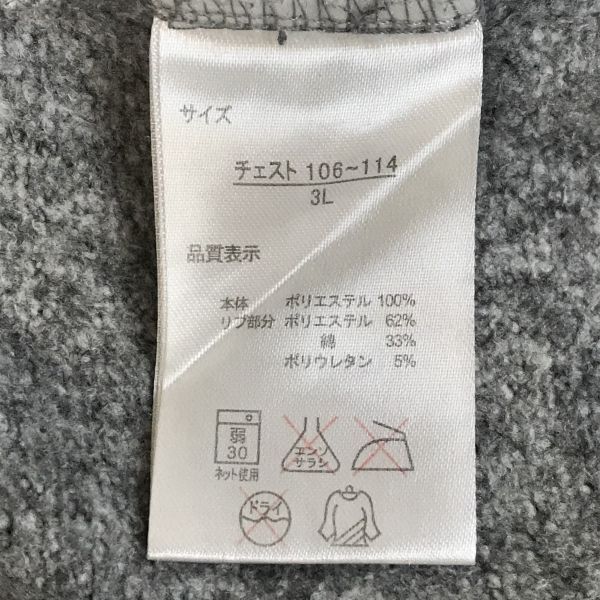 サイズ
チェスト 106~114
3L
品質表示
本体 ポリエステル 100%
リブ部分 ポリエステル 62%
綿 33%
ポリウレタン 5%
弱
30
ネット使用
エンソ
サラシ
ドライ